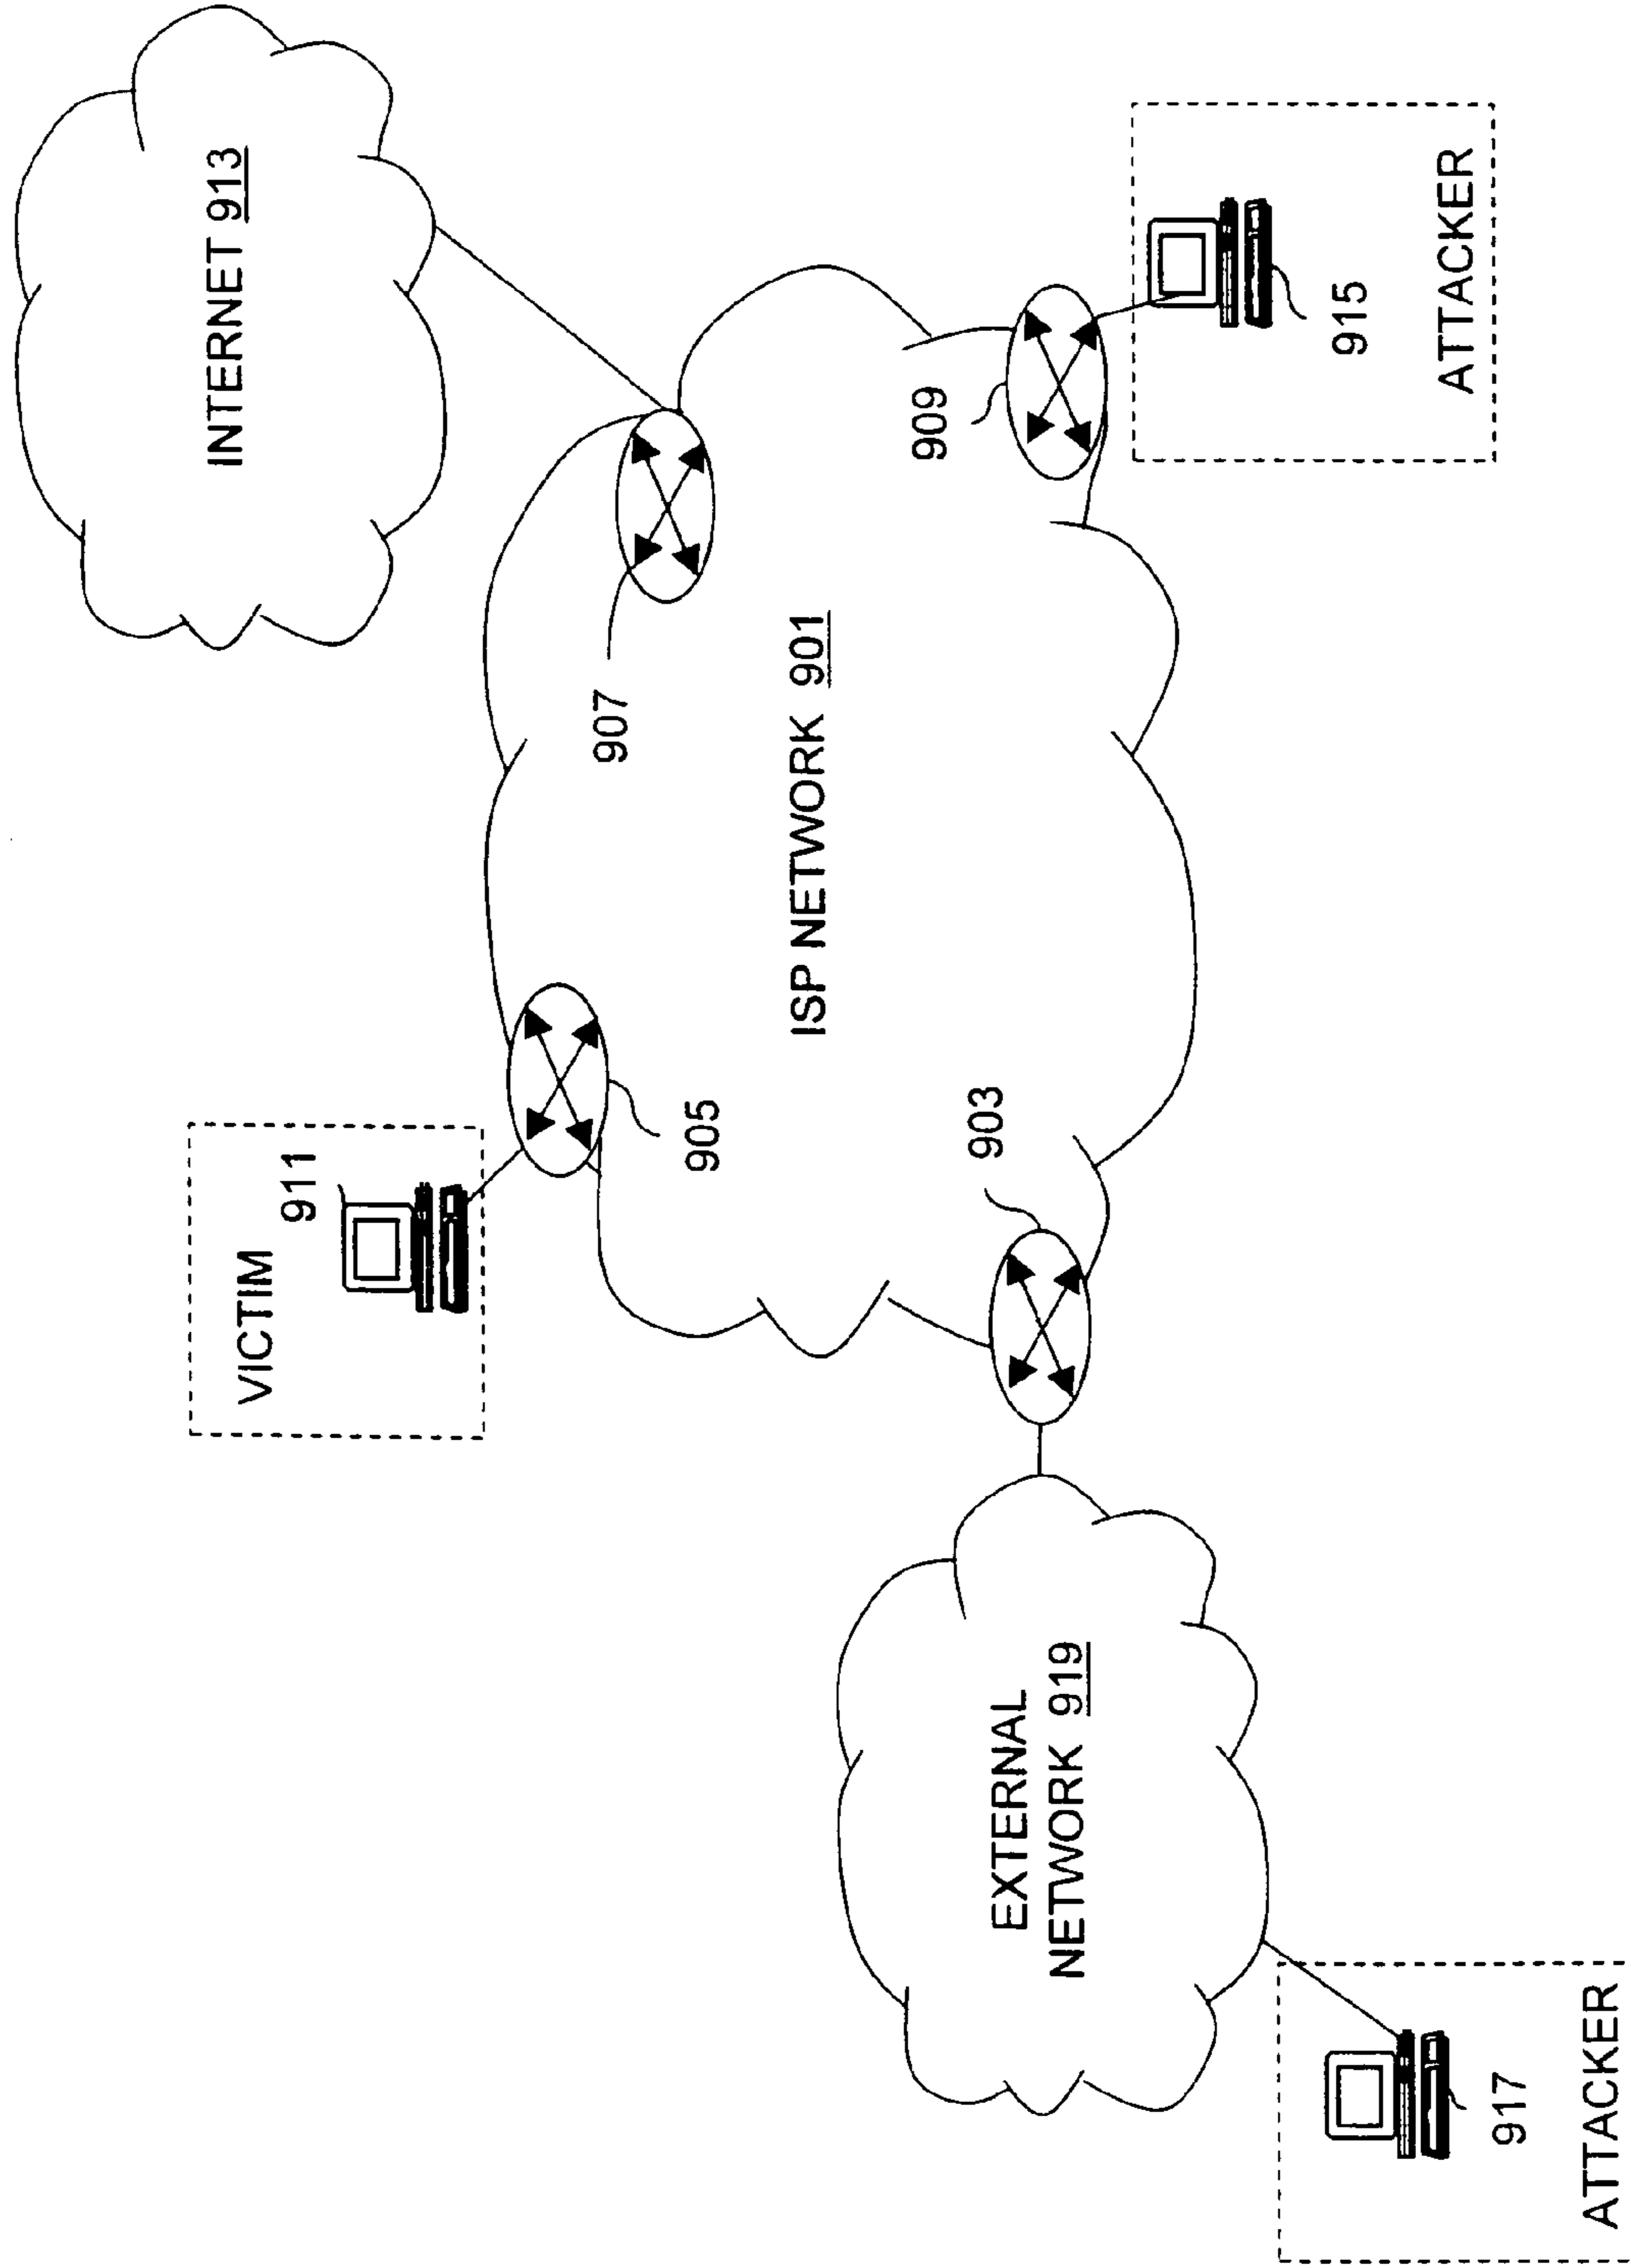 VICTIM
911
INTERNET 913
905
907
ISP NETWORK 901
903
909
EXTERNAL
NETWORK 919
915
ATTACKER
917
ATTACKER